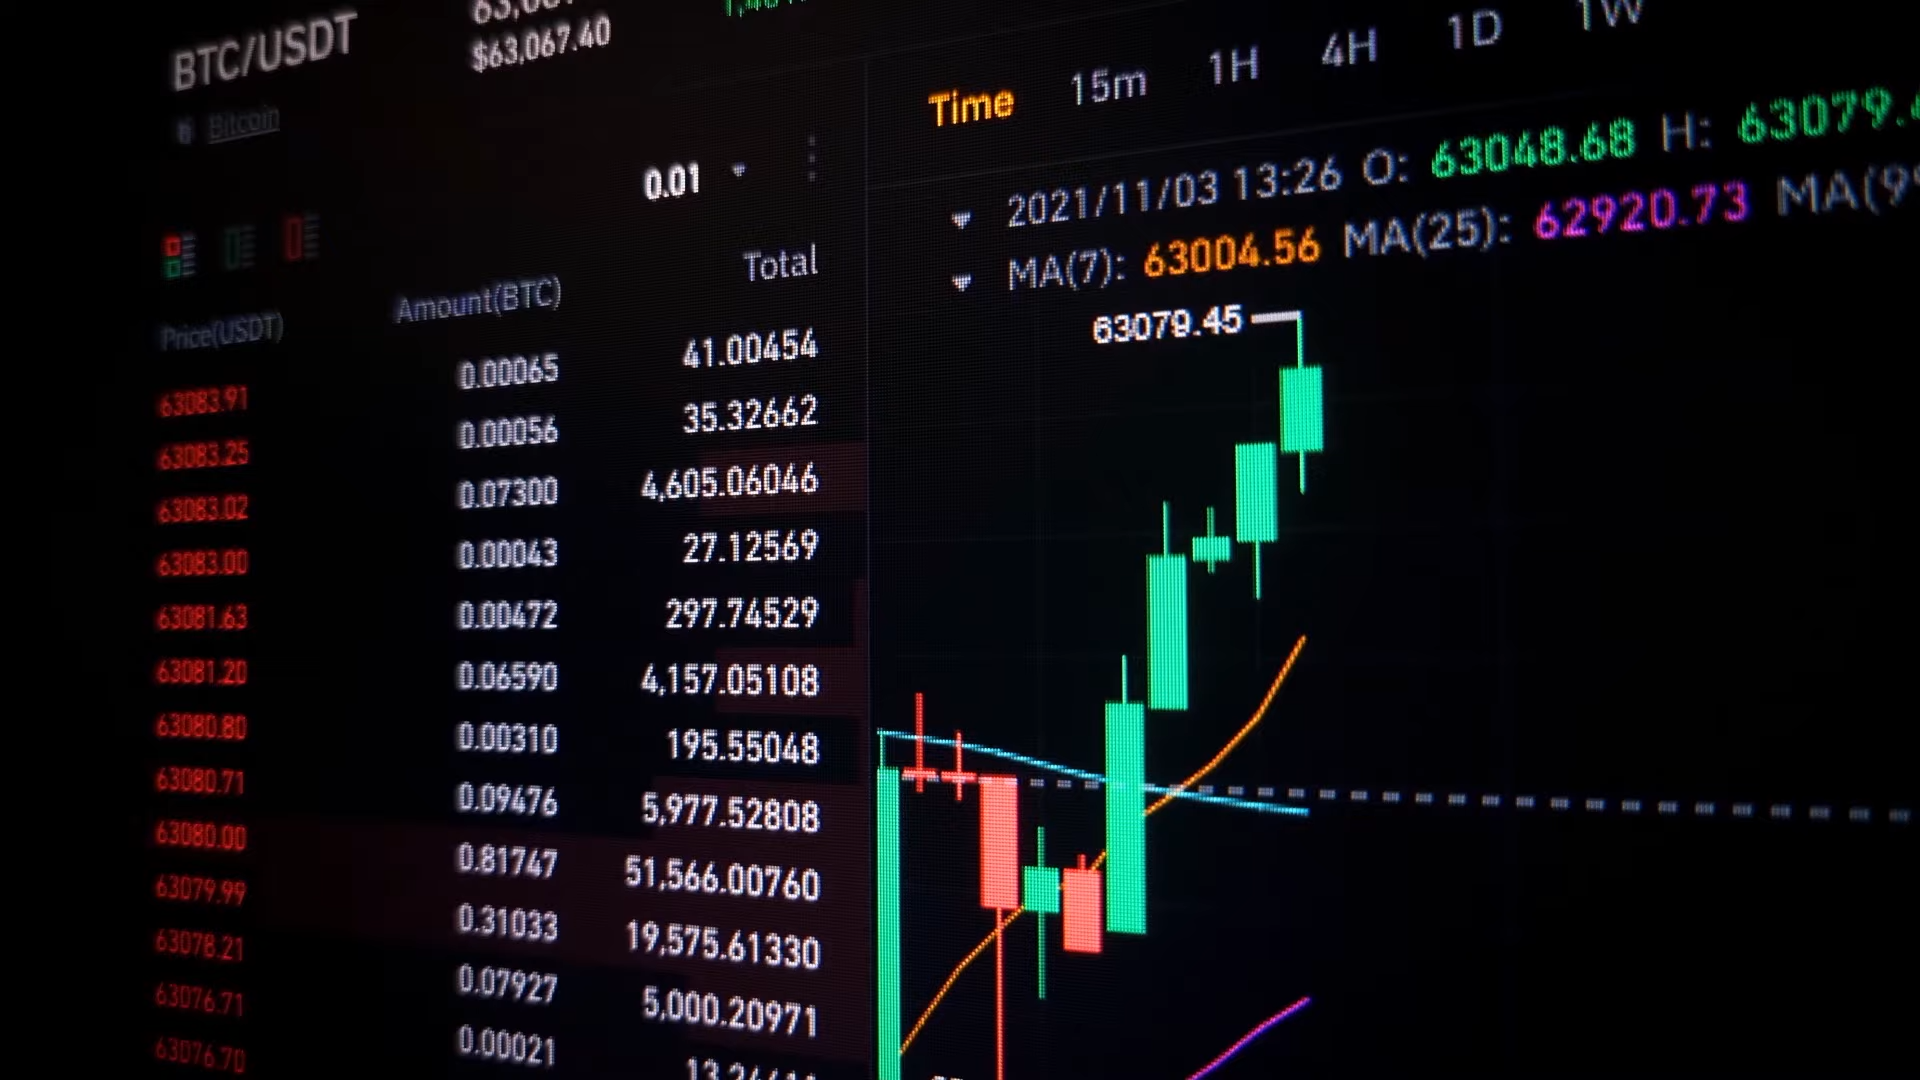 BTC/USDT
$63,067.40
Bitcoin
0.01
Price(USDT) Amount(BTC) Total
63083.91 0.00065 41.00454
63083.25 0.00056 35.32662
63083.02 0.07300 4,605.06046
63083.00 0.00043 27.12569
63081.63 0.00472 297.74529
63081.20 0.06590 4,157.05108
63080.80 0.00310 195.55048
63080.71 0.09476 5,977.52808
63080.00 0.81747 51,566.00760
63079.99 0.31033 19,575.61330
63078.21 0.07927 5,000.20971
63076.71 0.00021
63076.70
Time 15m 1H 4H 1D 1W
2021/11/03 13:26 O: 63048.68 H: 63079.
MA(7): 63004.56 MA(25): 62920.73 MA(9
63079.45